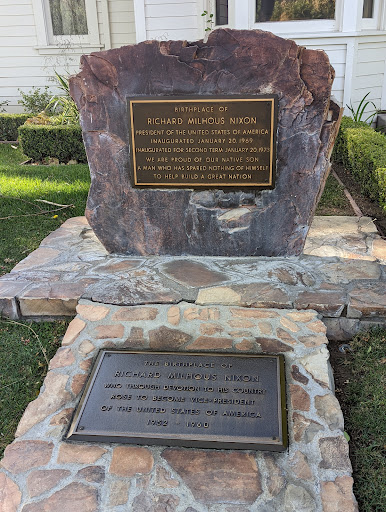 BIRTHPLACE OF
RICHARD MILHOUS NIXON
PRESIDENT OF THE UNITED STATES OF AMERICA
INAUGURATED JANUARY 20, 1969
INAUGURATED FOR SECOND TERM JANUARY 20, 1973
WE ARE PROUD OF OUR NATIVE SON
A MAN WHO HAS SPARED NOTHING OF HIMSELF
TO HELP BUILD A GREAT NATION
THE BIRTHPLACE OF
RICHARD MILHOUS NIXON
WHO THROUGH DEVOTION TO HIS COUNTRY
ROSE TO BECOME VICE-PRESIDENT
OF THE UNITED STATES OF AMERICA
1952 – 1960